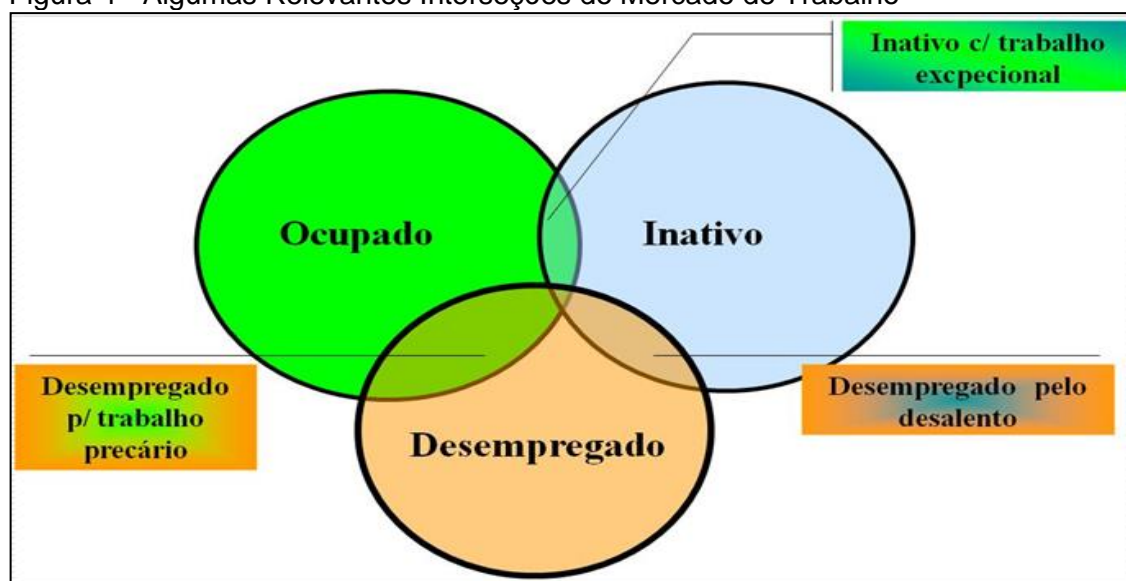 Figura 4 - Algumas Relevantes Interseções do Mercado de Trabalho
Inativo c/ trabalho
excpecional
Ocupado
Inativo
Desempregado
p/ trabalho
precário
Desempregado pelo
desalento
Desempregado